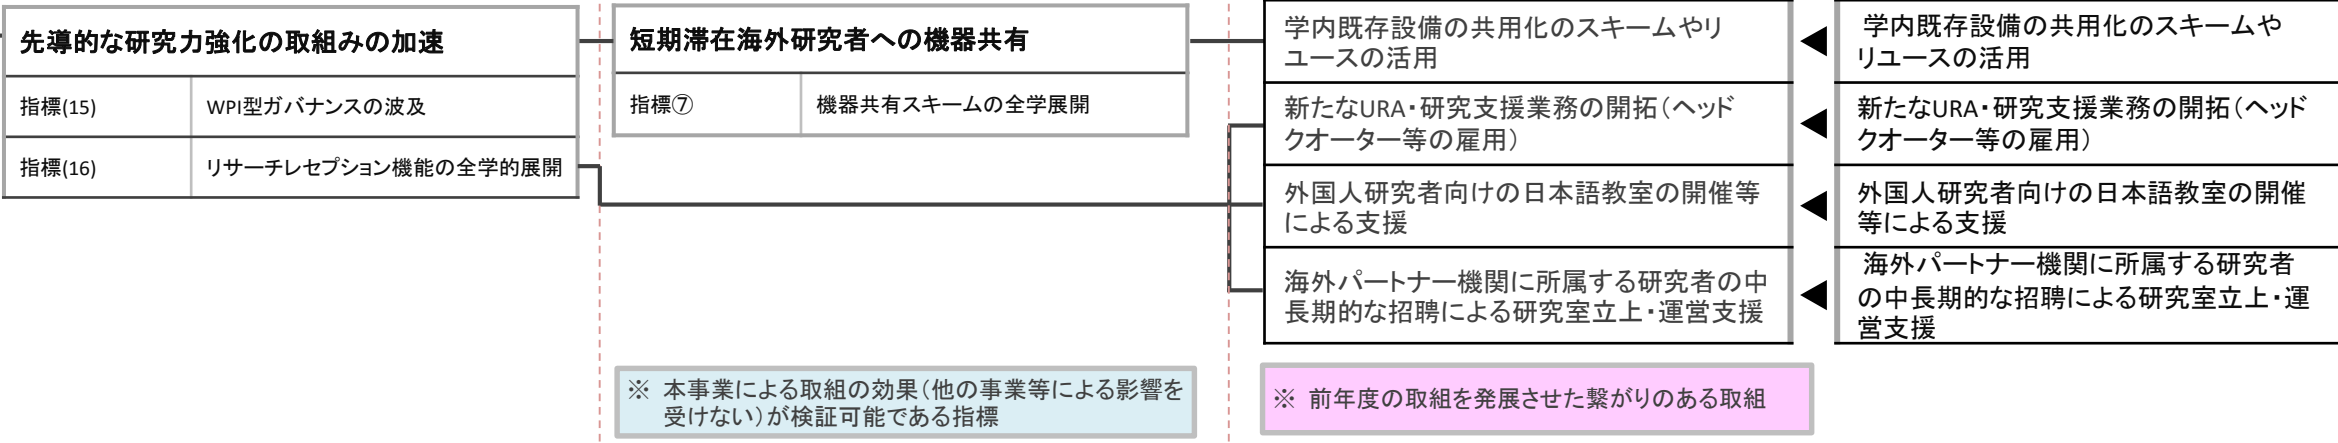 先導的な研究力強化の取組みの加速
指標(15)
WPI型ガバナンスの波及
指標(16)
リサーチレセプション機能の全学的展開
短期滞在海外研究者への機器共有
指標⑦
機器共有スキームの全学展開
※ 本事業による取組の効果（他の事業等による影響を
受けない）が検証可能である指標
学内既存設備の共用化のスキームやリ
ユースの活用
新たなURA・研究支援業務の開拓（ヘッド
クオーター等の雇用）
外国人研究者向けの日本語教室の開催等
による支援
海外パートナー機関に所属する研究者の中
長期的な招聘による研究室立上・運営支援
※ 前年度の取組を発展させた繋がりのある取組
学内既存設備の共用化のスキームや
リユースの活用
新たなURA・研究支援業務の開拓（ヘッド
クオーター等の雇用）
外国人研究者向けの日本語教室の開催
等による支援
海外パートナー機関に所属する研究者
の中長期的な招聘による研究室立上・運
営支援